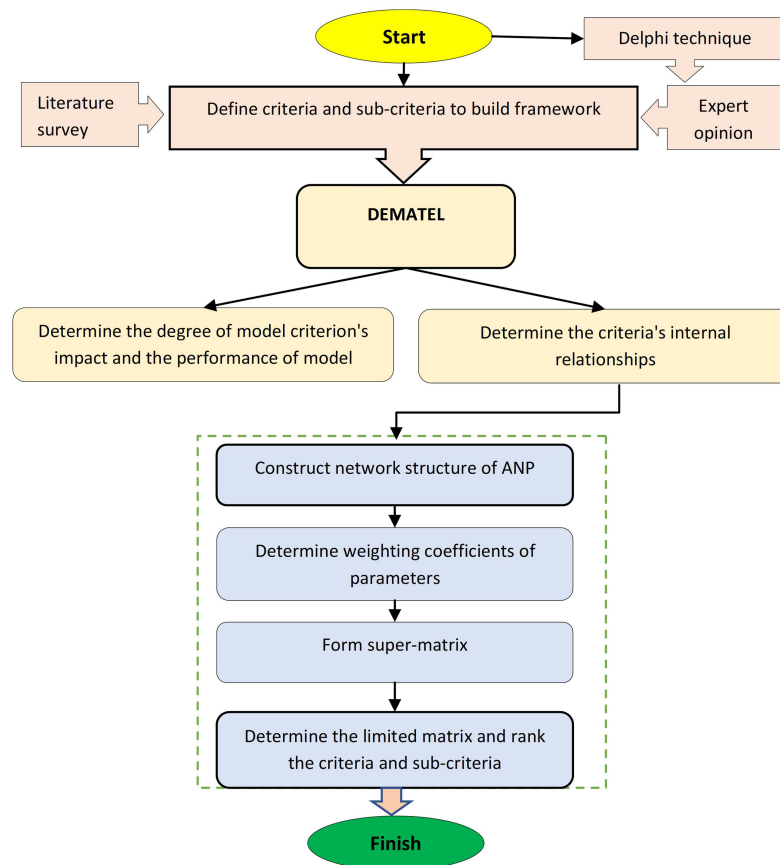 Start
Delphi technique
Literature
survey
Define criteria and sub-criteria to build framework
Expert
opinion
DEMATEL
Determine the degree of model criterion's
impact and the performance of model
Determine the criteria's internal
relationships
Construct network structure of ANP
Determine weighting coefficients of
parameters
Form super-matrix
Determine the limited matrix and rank
the criteria and sub-criteria
Finish